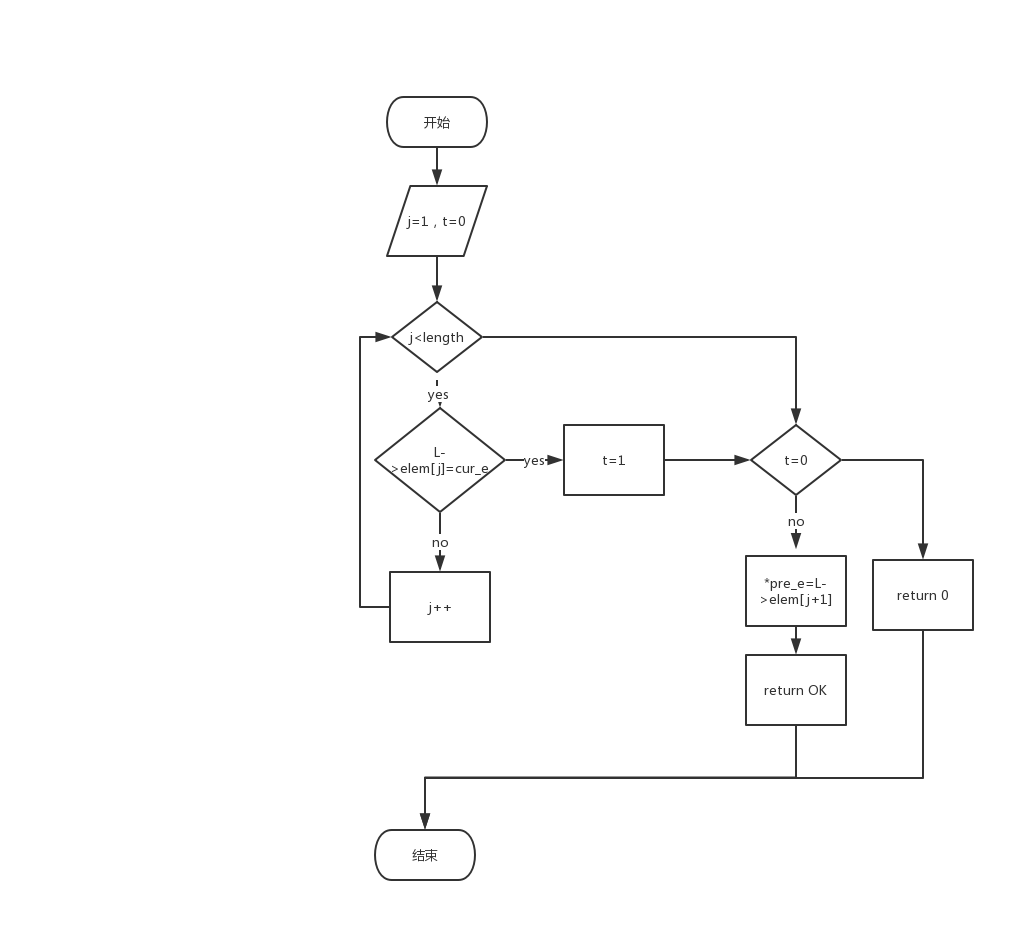 开始
j=1 , t=0
j<length
yes
L-
>elem[j]=cur_e
yes
t=1
t=0
no
no
*pre_e=L-
>elem[j+1]
return 0
j++
return OK
结束